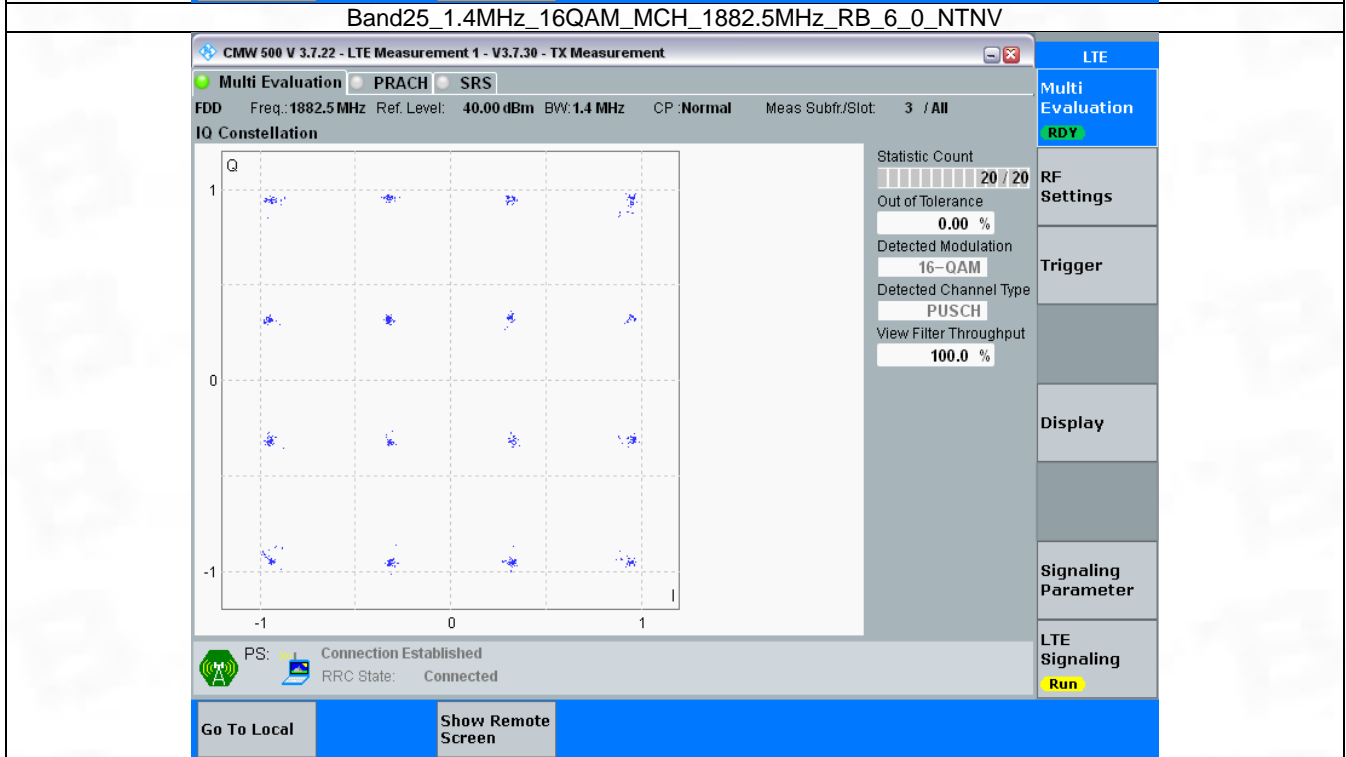 Band25_1.4MHz_16QAM_MCH_1882.5MHz_RB_6_0_NTNV
CMW 500 V 3.7.22 - LTE Measurement 1 - V3.7.30 - TX Measurement
LTE
Multi Evaluation PRACH SRS
FDD Freq.: 1882.5 MHz Ref. Level: 40.00 dBm BW: 1.4 MHz CP :Normal Meas Subfr./Slot: 3 / All
IQ Constellation
Q
1
0
-1
-1 0 1
I
Statistic Count
20 / 20
Out of Tolerance
0.00 %
Detected Modulation
16-QAM
Detected Channel Type
PUSCH
View Filter Throughput
100.0 %
Multi
Evaluation
RDY
RF
Settings
Trigger
Display
Signaling
Parameter
LTE
Signaling
Run
PS: Connection Established
RRC State: Connected
Go To Local
Show Remote
Screen